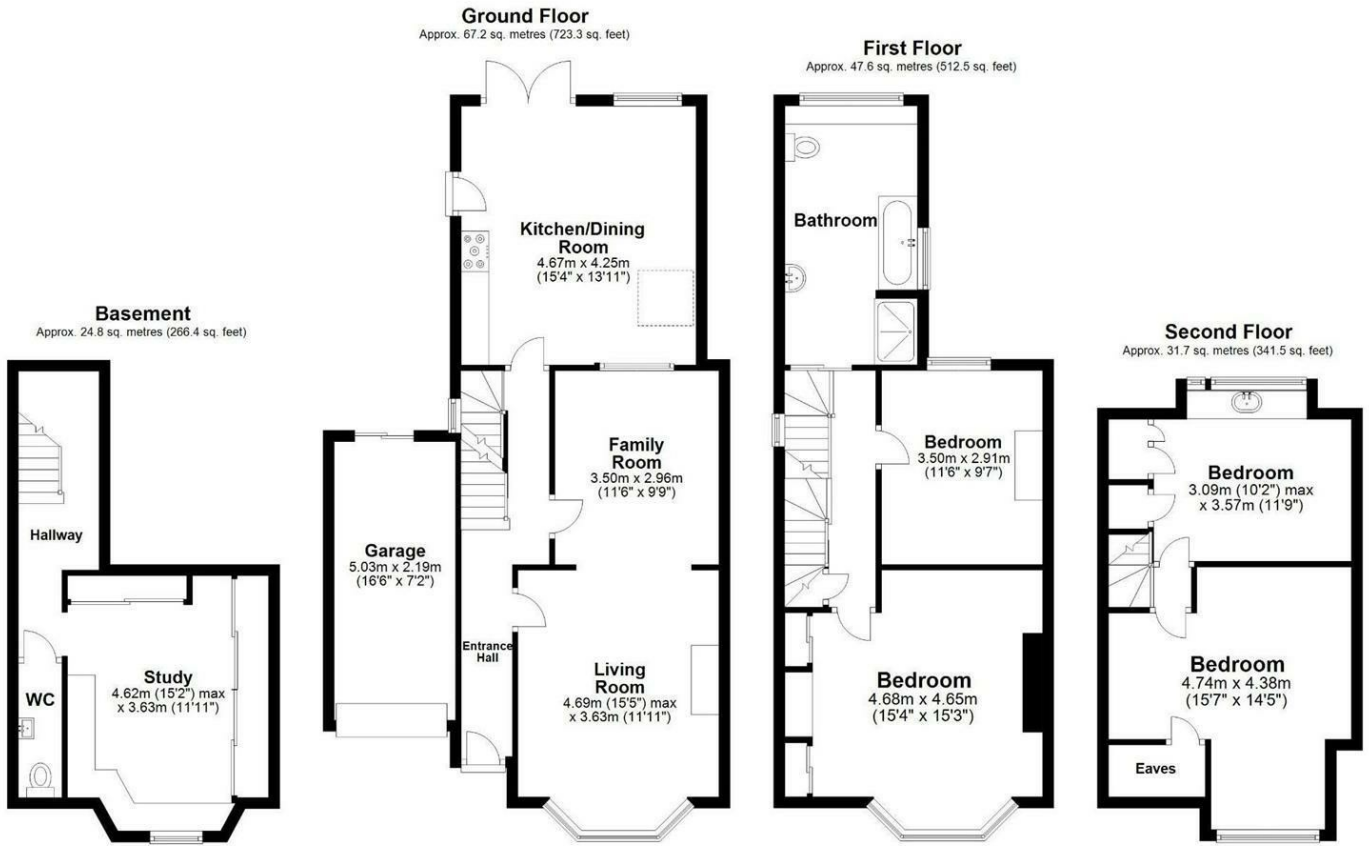 Ground Floor
Approx. 67.2 sq. metres (723.3 sq. feet)
Kitchen/Dining
Room
4.67m x 4.25m
(15'4" x 13'11")
Family
Room
3.50m x 2.96m
(11'6" x 9'9")
Garage
5.03m x 2.19m
(16'6" x 7'2")
Entrance
Hall
Living
Room
4.69m (15'5") max
x 3.63m (11'11")
First Floor
Approx. 47.6 sq. metres (512.5 sq. feet)
Bathroom
Bedroom
3.50m x 2.91m
(11'6" x 9'7")
Bedroom
4.68m x 4.65m
(15'4" x 15'3")
Basement
Approx. 24.8 sq. metres (266.4 sq. feet)
Hallway
WC
Study
4.62m (15'2") max
x 3.63m (11'11")
Second Floor
Approx. 31.7 sq. metres (341.5 sq. feet)
Bedroom
3.09m (10'2") max
x 3.57m (11'9")
Bedroom
4.74m x 4.38m
(15'7" x 14'5")
Eaves